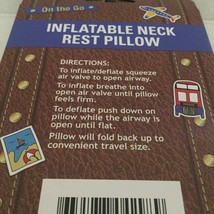 On the Go
INFLATABLE NECK
REST PILLOW
DIRECTIONS:
To inflate/deflate squeeze
air valve to open airway.
To inflate breathe into
open air valve until pillow
feels firm.
To deflate push down on
pillow while the airway is
open until flat.
Pillow will fold back up to
convenient travel size.